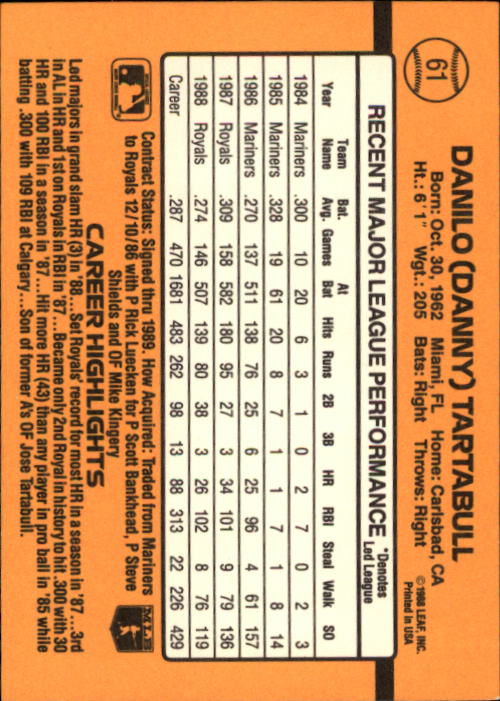 61
DANILO (DANNY) TARTABULL
Born: Oct. 30, 1962 Miami, FL Home: Carlsbad, CA
Ht.: 6'1" Wgt.: 205 Bats: Right Throws: Right
© 1988 LEAF, INC.
Printed in USA
RECENT MAJOR LEAGUE PERFORMANCE
*Denotes
Led League
Year Team Name Bat. Avg. Games At Bat Hits Runs 2B 3B HR RBI Steal Walk SO
1984 Mariners .300 10 20 6 3 1 0 2 7 0 2 3
1985 Mariners .328 19 61 20 8 7 1 1 7 1 8 14
1986 Mariners .270 137 511 138 76 25 6 25 96 4 61 157
1987 Royals .309 158 582 180 95 27 3 34 101 9 79 136
1988 Royals .274 146 507 139 80 38 3 26 102 8 76 119
Career .287 470 1681 483 262 98 13 88 313 22 226 429
Contract Status: Signed thru 1989. How Acquired: Traded from Mariners
to Royals 12/10/86 with P Rick Luecken for P Scott Bankhead, P Steve
Shields and OF Mike Kingery
MLB
CAREER HIGHLIGHTS
Led majors in grand slam HR (3) in '88...Set Royals' record for most HR in a season in '87...3rd
in AL in HR and 1st on Royals in RBI in '87...Became only 2nd Royal in history to hit .300 with 30
HR and 100 RBI in a season in '87...Hit more HR (43) than any player in pro ball in '85 while
batting .300 with 109 RBI at Calgary...Son of former A's OF Jose Tartabull.